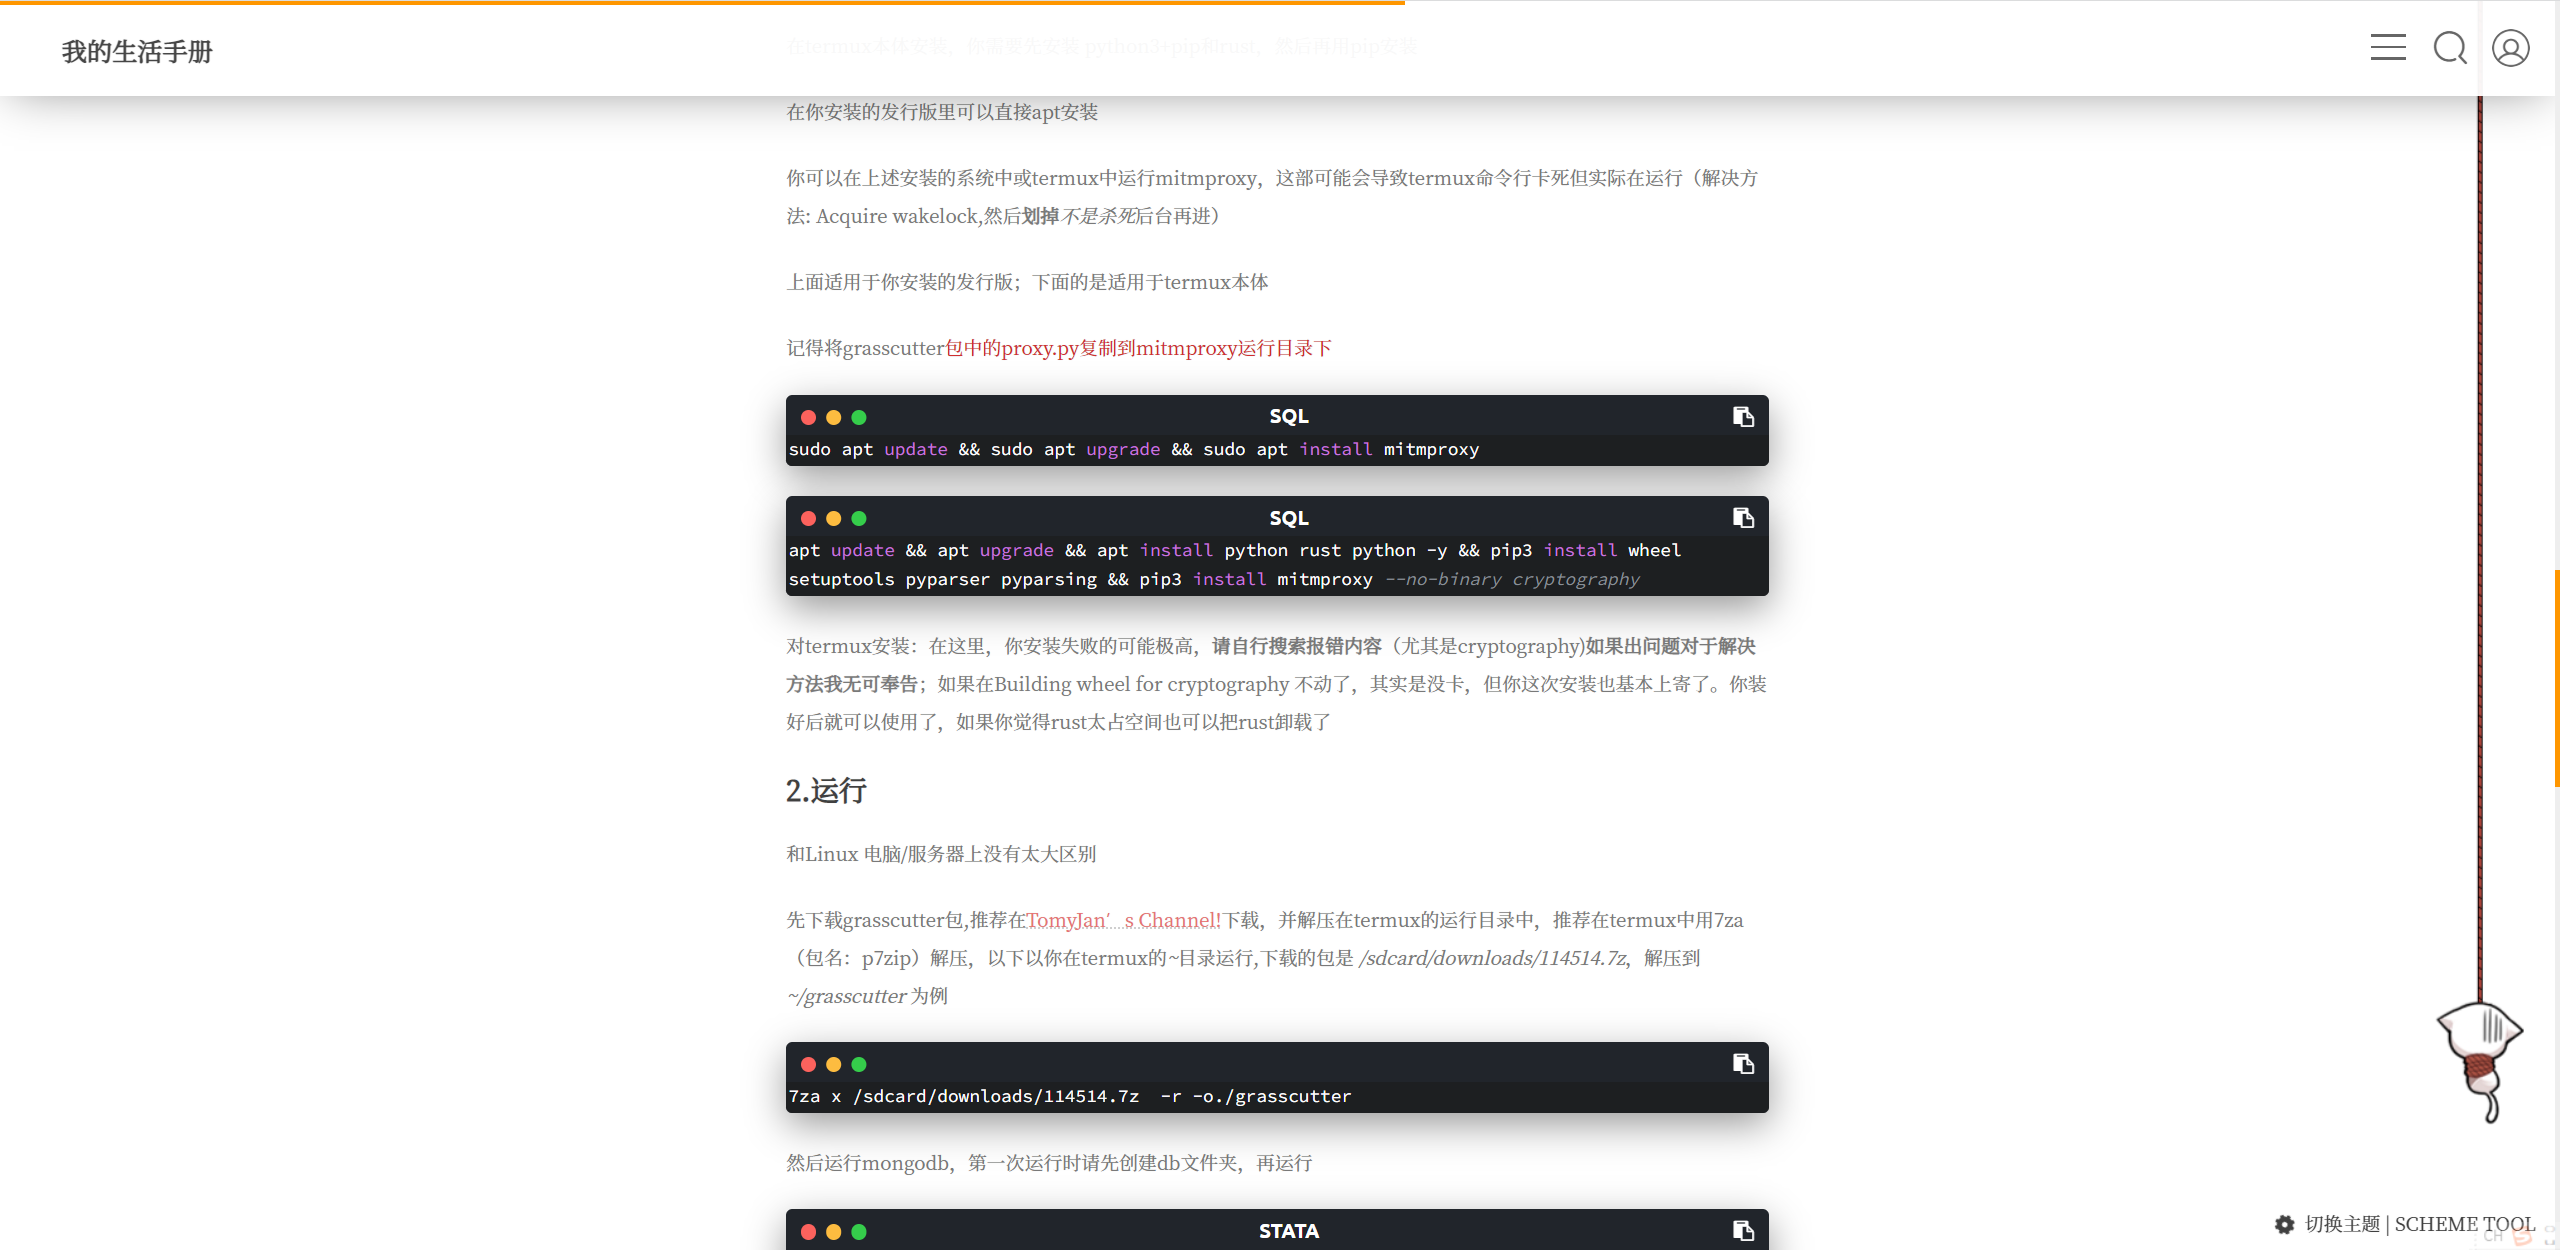 我的生活手册
在termux本体安装，你需要先安装 python3+pip和rust，然后再用pip安装
在你安装的发行版里可以直接apt安装
你可以在上述安装的系统中或termux中运行mitmproxy，这部可能会导致termux命令行卡死但实际在运行（解决方
法: Acquire wakelock,然后划掉不是杀死后台再进）
上面适用于你安装的发行版；下面的是适用于termux本体
记得将grasscutter包中的proxy.py复制到mitmproxy运行目录下
SQL
sudo apt update && sudo apt upgrade && sudo apt install mitmproxy
SQL
apt update && apt upgrade && apt install python rust python -y && pip3 install wheel
setuptools pyparser pyparsing && pip3 install mitmproxy --no-binary cryptography
对termux安装：在这里，你安装失败的可能极高，请自行搜索报错内容（尤其是cryptography)如果出问题对于解决
方法我无可奉告；如果在Building wheel for cryptography 不动了，其实是没卡，但你这次安装也基本上寄了。你装
好后就可以使用了，如果你觉得rust太占空间也可以把rust卸载了
2.运行
和Linux 电脑/服务器上没有太大区别
先下载grasscutter包,推荐在TomyJan’s Channel!下载，并解压在termux的运行目录中，推荐在termux中用7za
（包名：p7zip）解压，以下以你在termux的~目录运行,下载的包是 /sdcard/downloads/114514.7z，解压到
~/grasscutter 为例
7za x /sdcard/downloads/114514.7z  -r -o./grasscutter
然后运行mongodb，第一次运行时请先创建db文件夹，再运行
STATA
切换主题 | SCHEME TOOL
CH